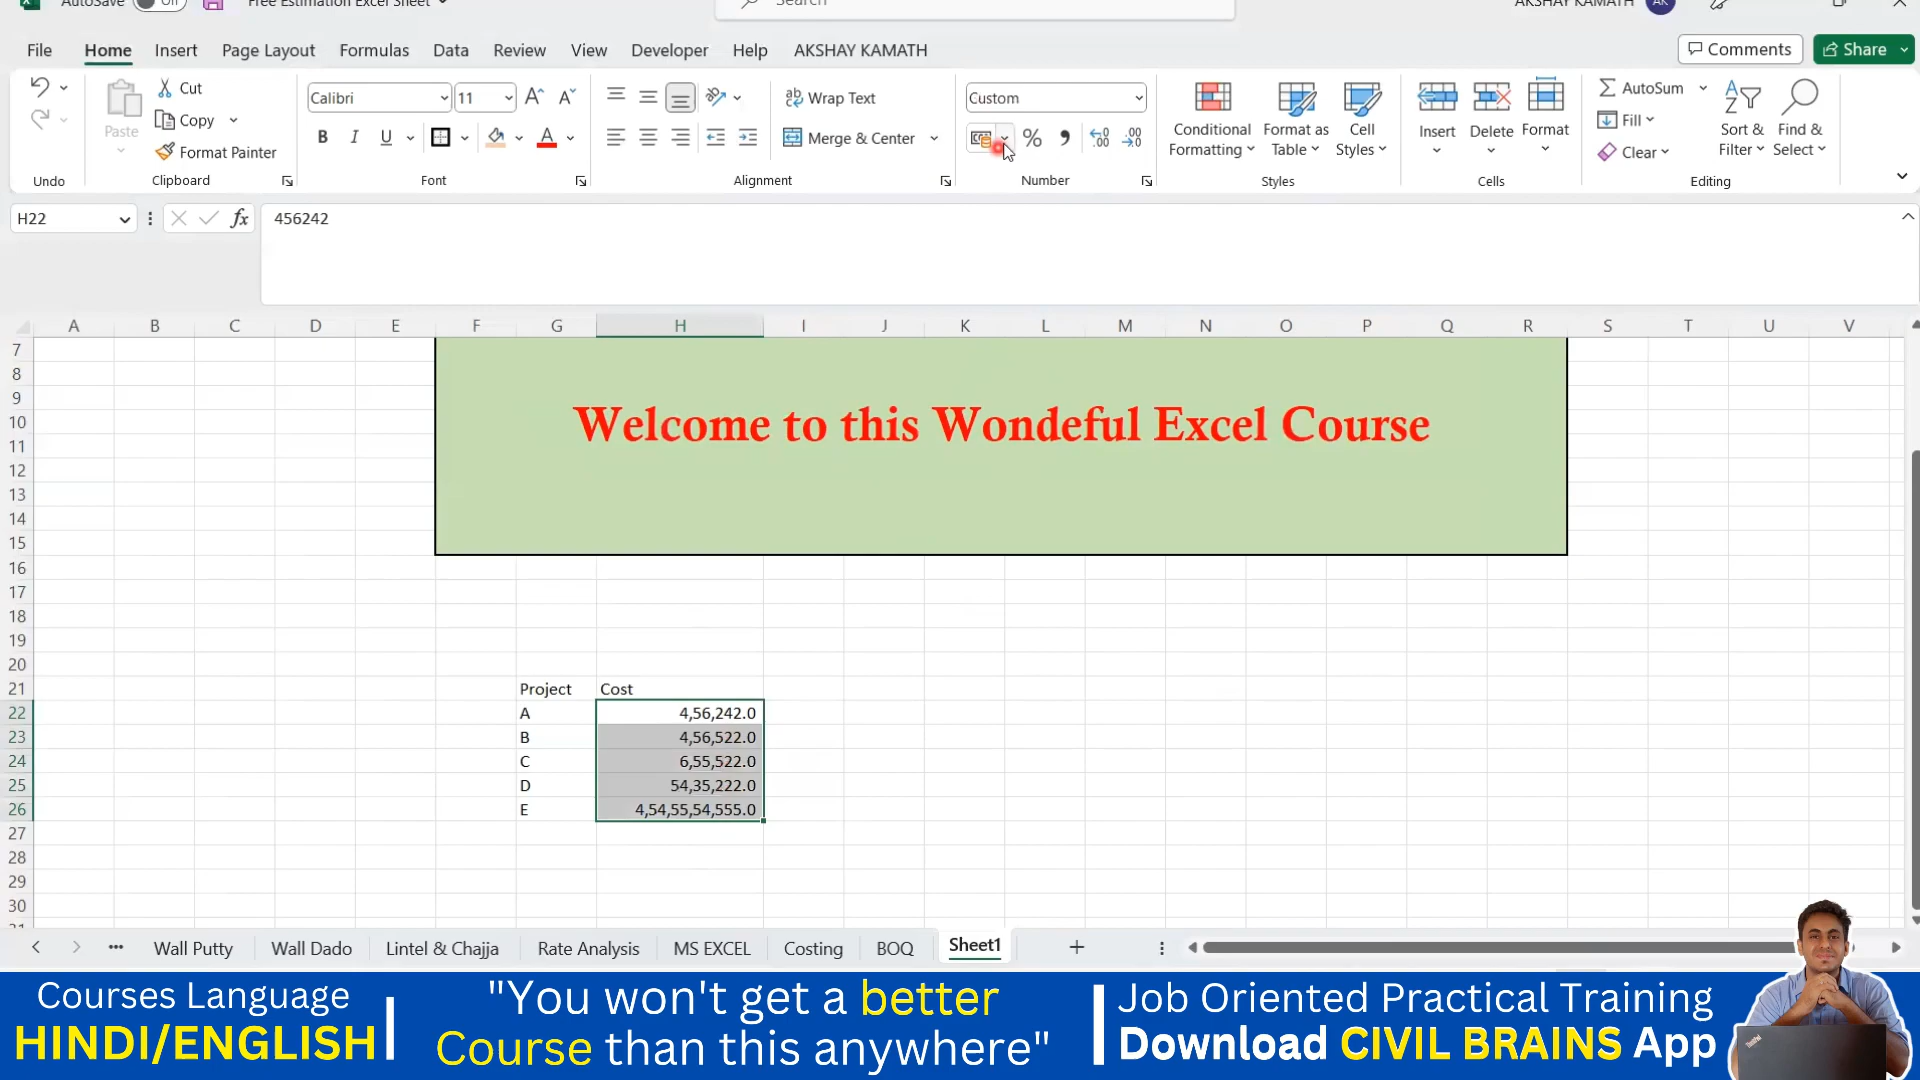 AutoSave Off Free Estimation Excel Sheet Search AKSHAY KAMATH AK
File Home Insert Page Layout Formulas Data Review View Developer Help AKSHAY KAMATH Comments Share
Cut
Copy
Format Painter
Paste
Undo Clipboard
Calibri 11
B I U A
Font
Wrap Text
Merge & Center
Alignment
Custom
%
Number
Conditional Formatting
Format as Table
Cell Styles
Styles
Insert Delete Format
Cells
AutoSum
Fill
Clear
Sort & Filter
Find & Select
Editing
H22 fx 456242
A B C D E F G H I J K L M N O P Q R S T U V
7
8
9
10
Welcome to this Wondeful Excel Course
11
12
13
14
15
16
17
18
19
20
21 Project Cost
22 A 4,56,242.0
23 B 4,56,522.0
24 C 6,55,522.0
25 D 54,35,222.0
26 E 4,54,55,54,555.0
27
28
29
30
Wall Putty Wall Dado Lintel & Chajja Rate Analysis MS EXCEL Costing BOQ Sheet1
Courses Language
HINDI/ENGLISH
"You won't get a better
Course than this anywhere"
Job Oriented Practical Training
Download CIVIL BRAINS App